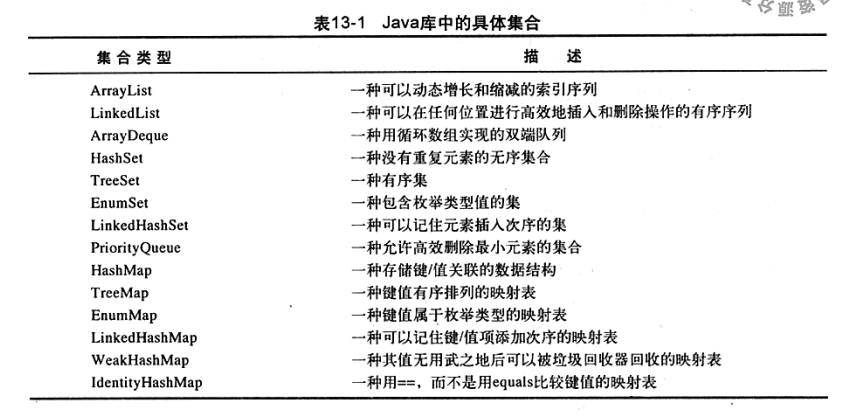 表13-1 Java库中的具体集合
集合类型 描述
ArrayList 一种可以动态增长和缩减的索引序列
LinkedList 一种可以在任何位置进行高效地插入和删除操作的有序序列
ArrayDeque 一种用循环数组实现的双端队列
HashSet 一种没有重复元素的无序集合
TreeSet 一种有序集
EnumSet 一种包含枚举类型值的集
LinkedHashSet 一种可以记住元素插入次序的集
PriorityQueue 一种允许高效删除最小元素的集合
HashMap 一种存储键/值关联的数据结构
TreeMap 一种键值有序排列的映射表
EnumMap 一种键值属于枚举类型的映射表
LinkedHashMap 一种可以记住键/值项添加次序的映射表
WeakHashMap 一种其值无用武之地后可以被垃圾回收器回收的映射表
IdentityHashMap 一种用==，而不是用equals比较键值的映射表